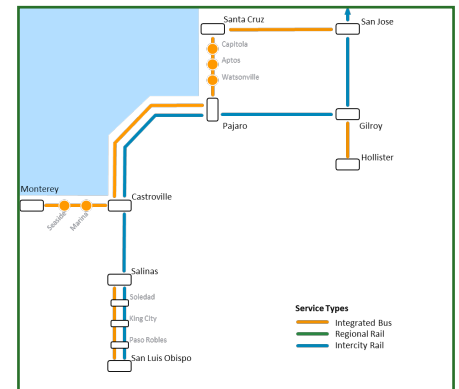 Santa Cruz
San Jose
Capitola
Aptos
Watsonville
Pajaro
Gilroy
Hollister
Monterey
Castroville
Seaside
Marina
Salinas
Soledad
King City
Paso Robles
San Luis Obispo
Service Types
Integrated Bus
Regional Rail
Intercity Rail